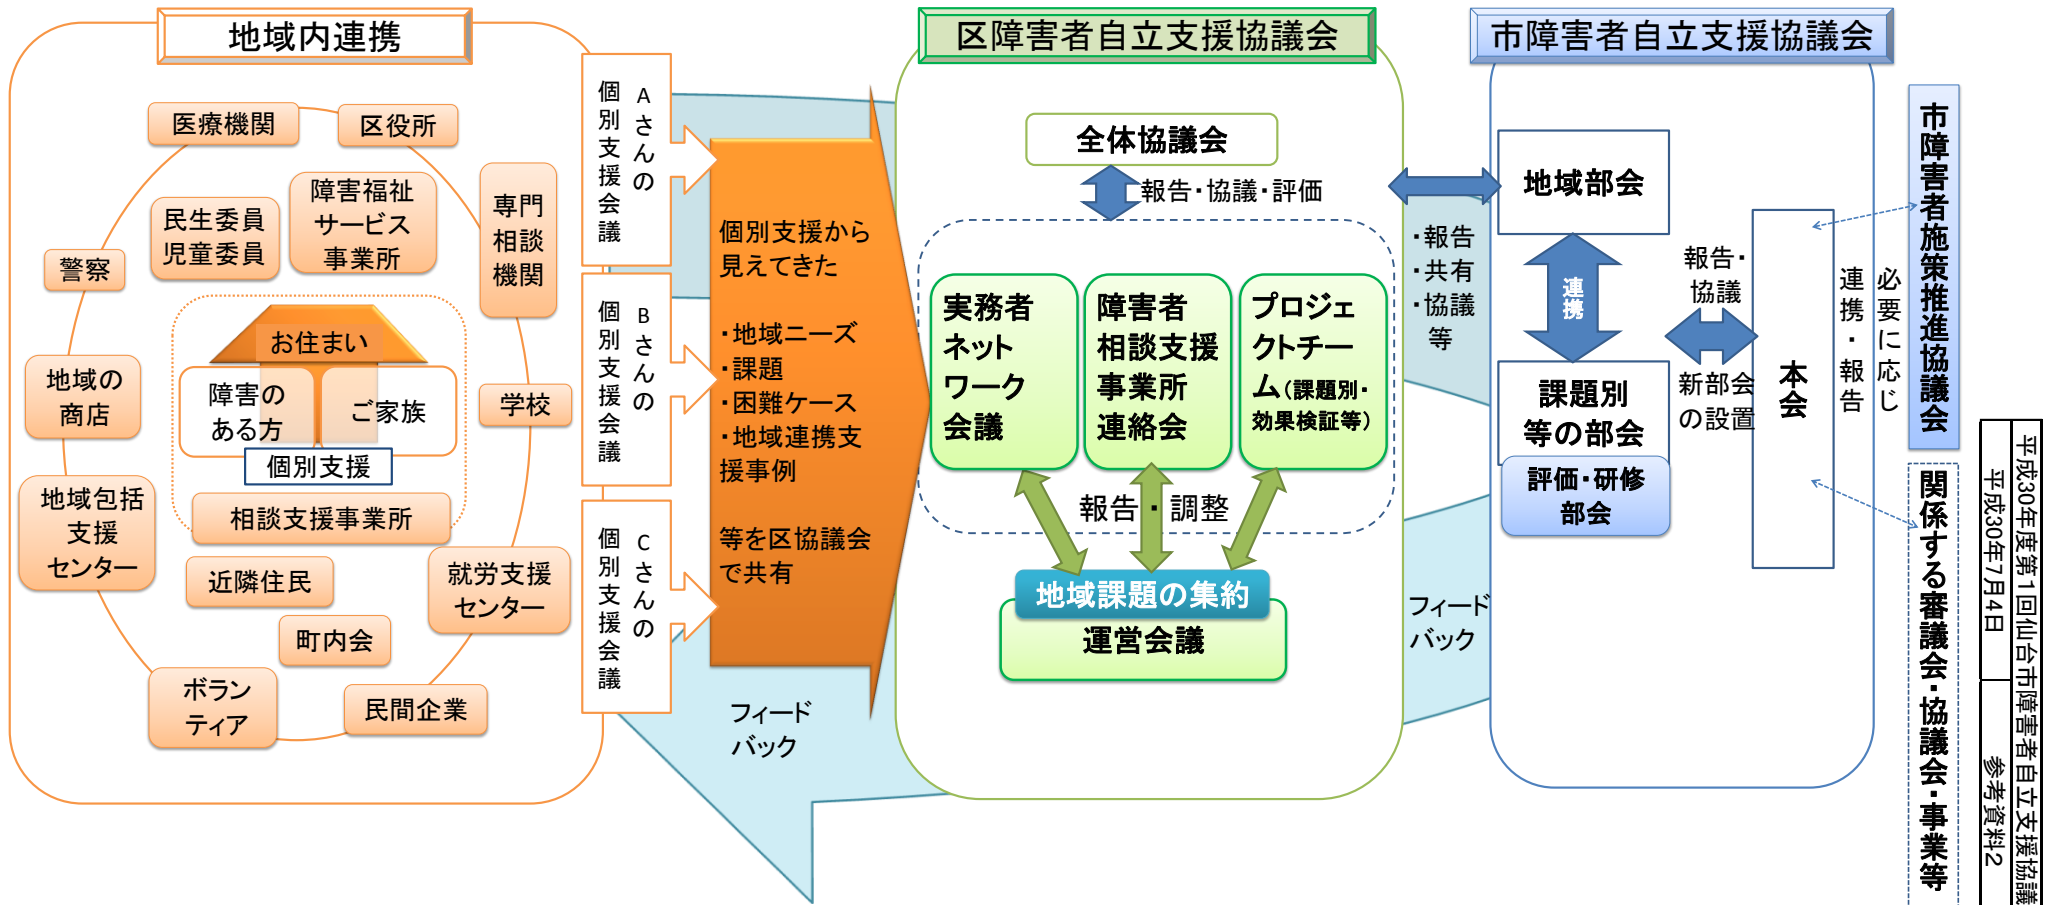 地域内連携
医療機関
区役所
民生委員
児童委員
障害福祉
サービス
事業所
専門
相談
機関
警察
お住まい
障害の
ある方
ご家族
個別支援
地域の
商店
学校
地域包括
支援
センター
相談支援事業所
近隣住民
就労支援
センター
町内会
ボラン
ティア
民間企業
Aさんの
個別支援会議
Bさんの
個別支援会議
Cさんの
個別支援会議
個別支援から
見えてきた
・地域ニーズ
・課題
・困難ケース
・地域連携支
援事例
等を区協議会
で共有
フィード
バック
区障害者自立支援協議会
全体協議会
報告・協議・評価
実務者
ネット
ワーク
会議
障害者
相談支援
事業所
連絡会
プロジェ
クトチー
ム(課題別・
効果検証等)
報告・調整
地域課題の集約
運営会議
・報告
・共有
・協議
等
フィード
バック
市障害者自立支援協議会
地域部会
連携
課題別
等の部会
評価・研修
部会
報告・
協議
新部会
の設置
本会
必要に応じ
連携・報告
市障害者施策推進協議会
関係する審議会・協議会・事業等
平成30年度第1回仙台市障害者自立支援協議
平成30年7月4日
参考資料2